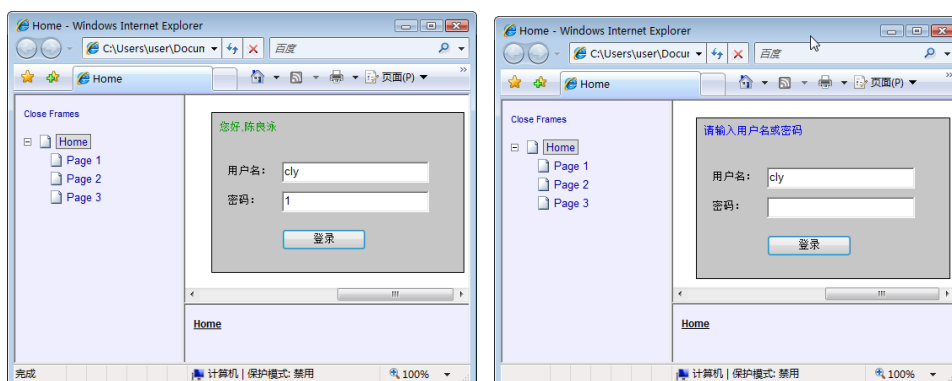 Home - Windows Internet Explorer
C:\Users\user\Docun
百度
Home
页面(P)
Close Frames
Home
Page 1
Page 2
Page 3
您好,陈良泳
用户名:
cly
密码:
1
登录
Home
完成
计算机 | 保护模式: 禁用
100%
Home - Windows Internet Explorer
C:\Users\user\Docur
百度
Home
页面(P)
Close Frames
Home
Page 1
Page 2
Page 3
请输入用户名或密码
用户名:
cly
密码:
登录
Home
计算机 | 保护模式: 禁用
100%